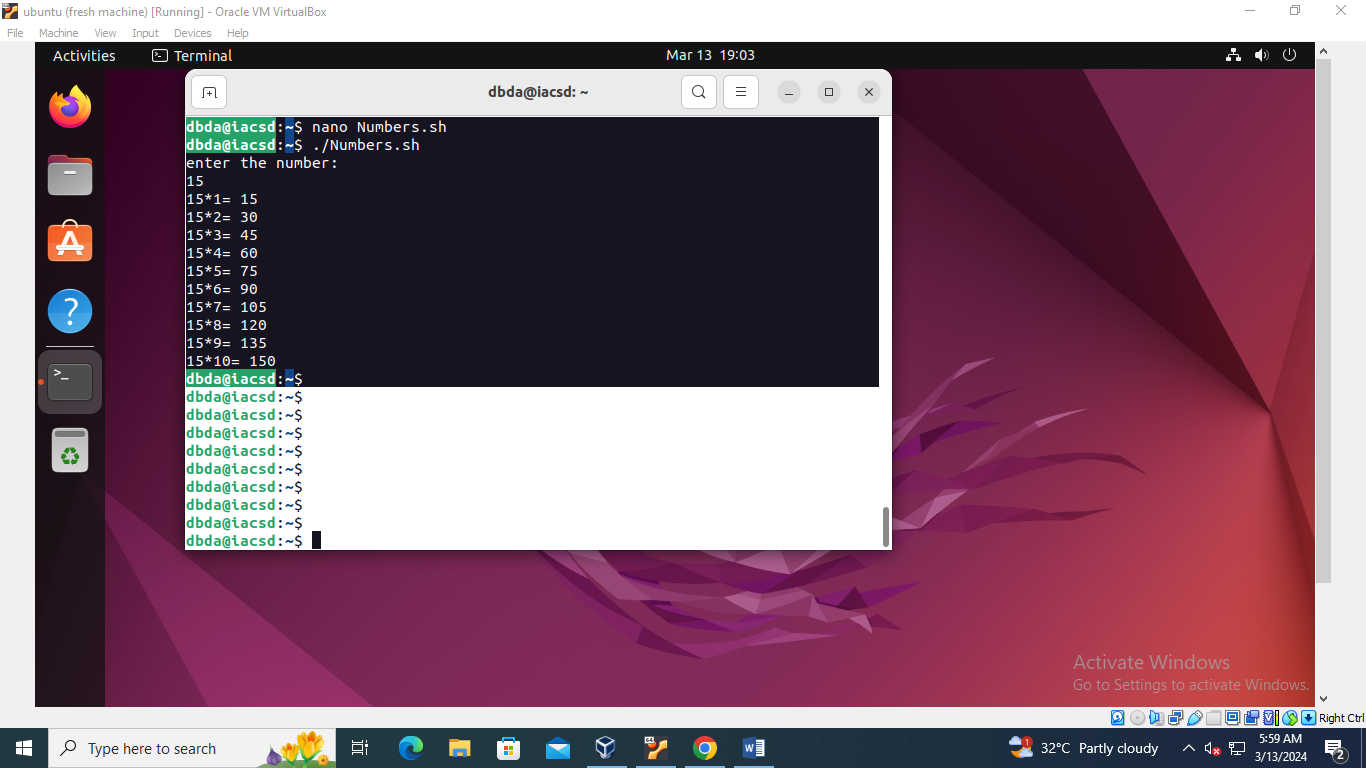 ubuntu (fresh machine) [Running] - Oracle VM VirtualBox
File Machine View Input Devices Help
Activities Terminal Mar 13 19:03
dbda@iacsd: ~
dbda@iacsd:~$ nano Numbers.sh
dbda@iacsd:~$ ./Numbers.sh
enter the number:
15
15*1= 15
15*2= 30
15*3= 45
15*4= 60
15*5= 75
15*6= 90
15*7= 105
15*8= 120
15*9= 135
15*10= 150
dbda@iacsd:~$
dbda@iacsd:~$
dbda@iacsd:~$
dbda@iacsd:~$
dbda@iacsd:~$
dbda@iacsd:~$
dbda@iacsd:~$
dbda@iacsd:~$
dbda@iacsd:~$
dbda@iacsd:~$
Activate Windows
Go to Settings to activate Windows.
Right Ctrl
Type here to search
32°C Partly cloudy
5:59 AM
3/13/2024
2